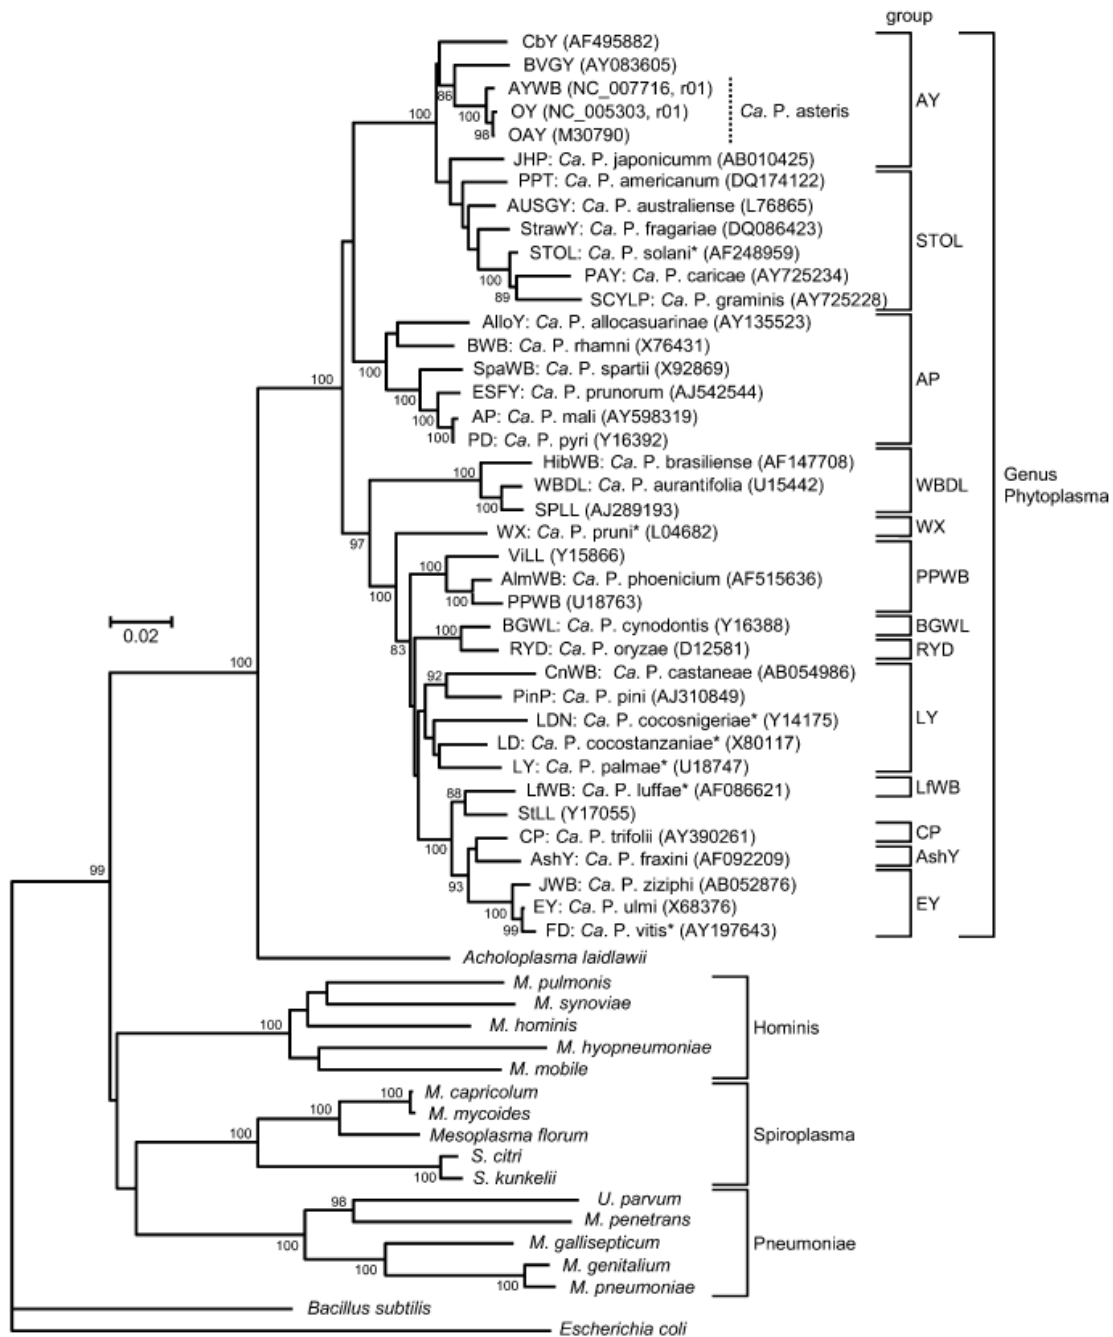 group
CbY (AF495882)
BVGY (AY083605)
86
AYWB (NC_007716, r01)
AY
100
100
OY (NC_005303, r01)
Ca. P. asteris
98
OAY (M30790)
JHP: Ca. P. japonicumm (AB010425)
PPT: Ca. P. americanum (DQ174122)
AUSGY: Ca. P. australiense (L76865)
StrawY: Ca. P. fragariae (DQ086423)
STOL
STOL: Ca. P. solani* (AF248959)
100
PAY: Ca. P. caricae (AY725234)
89
SCYLP: Ca. P. graminis (AY725228)
AlloY: Ca. P. allocasuarinae (AY135523)
BWB: Ca. P. rhamni (X76431)
100
100
SpaWB: Ca. P. spartii (X92869)
AP
100
ESFY: Ca. P. prunorum (AJ542544)
100
AP: Ca. P. mali (AY598319)
100
PD: Ca. P. pyri (Y16392)
HibWB: Ca. P. brasiliense (AF147708)
100
WBDL: Ca. P. aurantifolia (U15442)
WBDL
Genus
Phytoplasma
100
SPLL (AJ289193)
WX: Ca. P. pruni* (L04682)
WX
97
ViLL (Y15866)
100
AlmWB: Ca. P. phoenicium (AF515636)
PPWB
100
100
PPWB (U18763)
0.02
BGWL: Ca. P. cynodontis (Y16388)
BGWL
100
83
RYD: Ca. P. oryzae (D12581)
RYD
100
CnWB: Ca. P. castaneae (AB054986)
92
PinP: Ca. P. pini (AJ310849)
LDN: Ca. P. cocosnigeriae* (Y14175)
LY
LD: Ca. P. cocostanzaniae* (X80117)
LY: Ca. P. palmae* (U18747)
LfWB: Ca. P. luffae* (AF086621)
LfWB
88
StLL (Y17055)
CP: Ca. P. trifolii (AY390261)
CP
100
AshY: Ca. P. fraxini (AF092209)
AshY
99
93
JWB: Ca. P. ziziphi (AB052876)
100
EY: Ca. P. ulmi (X68376)
EY
99
FD: Ca. P. vitis* (AY197643)
Acholoplasma laidlawii
M. pulmonis
M. synoviae
100
M. hominis
Hominis
M. hyopneumoniae
M. mobile
100
M. capricolum
100
M. mycoides
100
Mesoplasma florum
Spiroplasma
S. citri
100
S. kunkelii
98
U. parvum
M. penetrans
100
M. gallisepticum
Pneumoniae
100
M. genitalium
100
M. pneumoniae
Bacillus subtilis
Escherichia coli